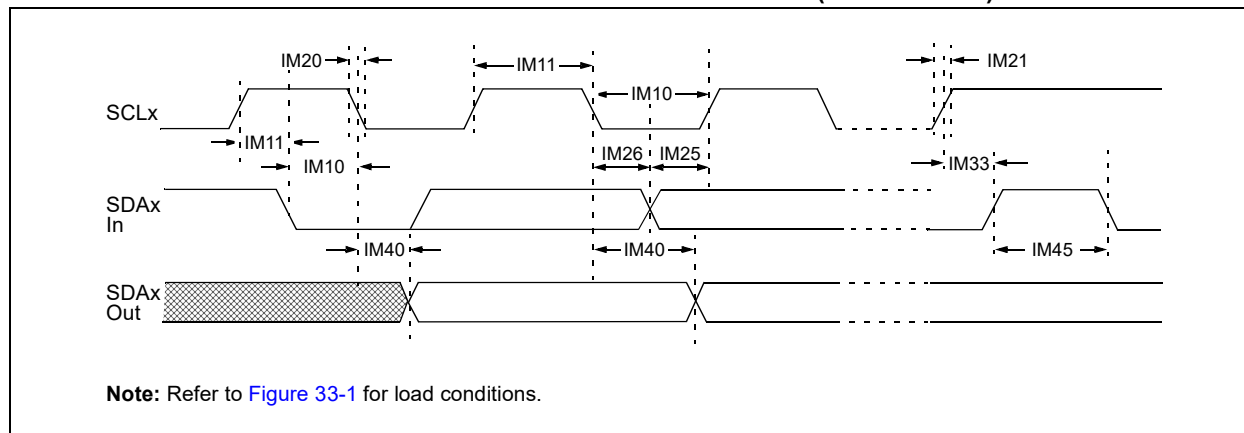 IM20
IM11
IM21
SCLx
IM10
IM11
IM10
IM26
IM25
IM33
SDAx
In
IM40
IM40
IM45
SDAx
Out
Note: Refer to Figure 33-1 for load conditions.